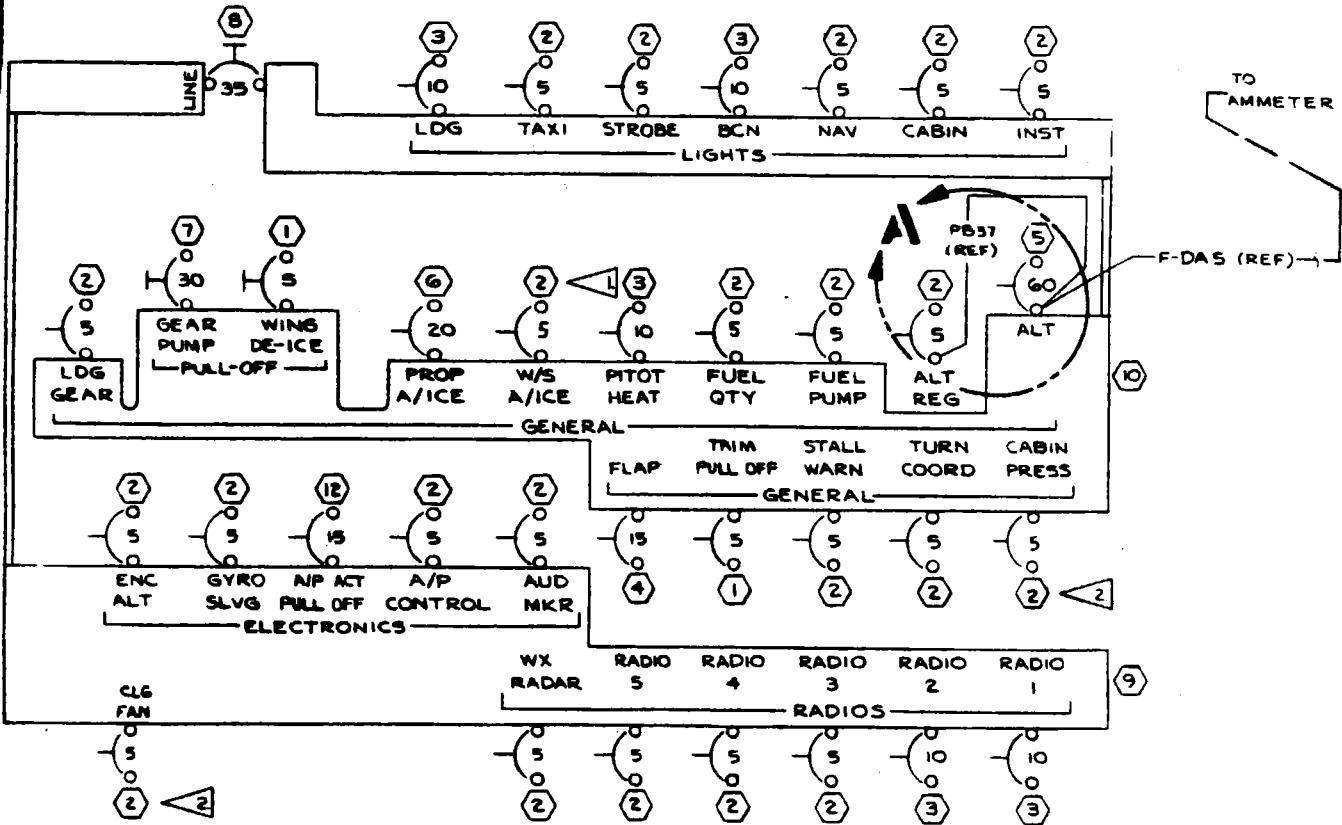 8
LINE
35
3 2 2 3 2 2 2
10 5 5 10 5 5 5
LDG TAXI STROBE BCN NAV CABIN INST
LIGHTS
TO
AMMETER
7 1
30 5
2
5
6 2 1 3 2 2 2 5
20 5 10 5 5 5 60
PB37
(REF)
F-DAS (REF)
GEAR
PUMP
WING
DE-ICE
PULL-OFF
LDG
GEAR
PROP
A/ICE
W/S
A/ICE
PITOT
HEAT
FUEL
QTY
FUEL
PUMP
ALT
REG
ALT
10
GENERAL
FLAP
TRIM
PULL OFF
STALL
WARN
TURN
COORD
CABIN
PRESS
GENERAL
15 5 5 5 5
4 1 2 2 2 2
2 2 12 2 2
5 5 15 5 5
ENC
ALT
GYRO
SLVG
A/P ACT
PULL OFF
A/P
CONTROL
AUD
MKR
ELECTRONICS
WX
RADAR
RADIO
5
RADIO
4
RADIO
3
RADIO
2
RADIO
1
9
RADIOS
CLG
FAN
5
2 2
5 5 5 5 10 10
2 2 2 2 3 3